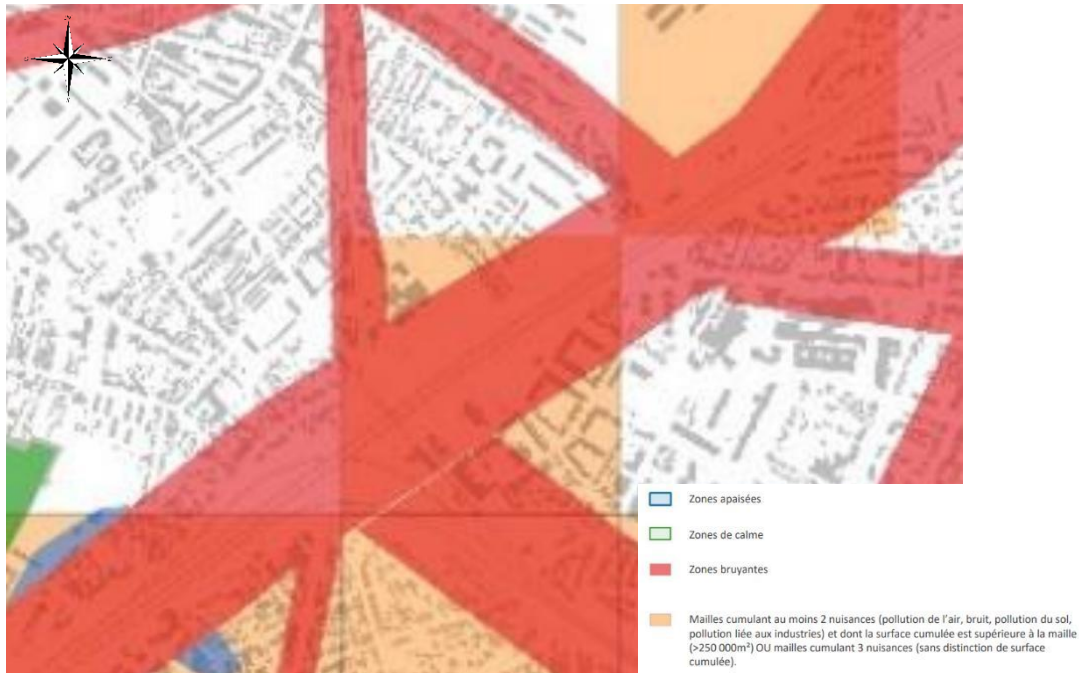 Zones apaisées
Zones de calme
Zones bruyantes
Mailles cumulant au moins 2 nuisances (pollution de l'air, bruit, pollution du sol,
pollution liée aux industries) et dont la surface cumulée est supérieure à la maille
(>250 000m²) OU mailles cumulant 3 nuisances (sans distinction de surface
cumulée).